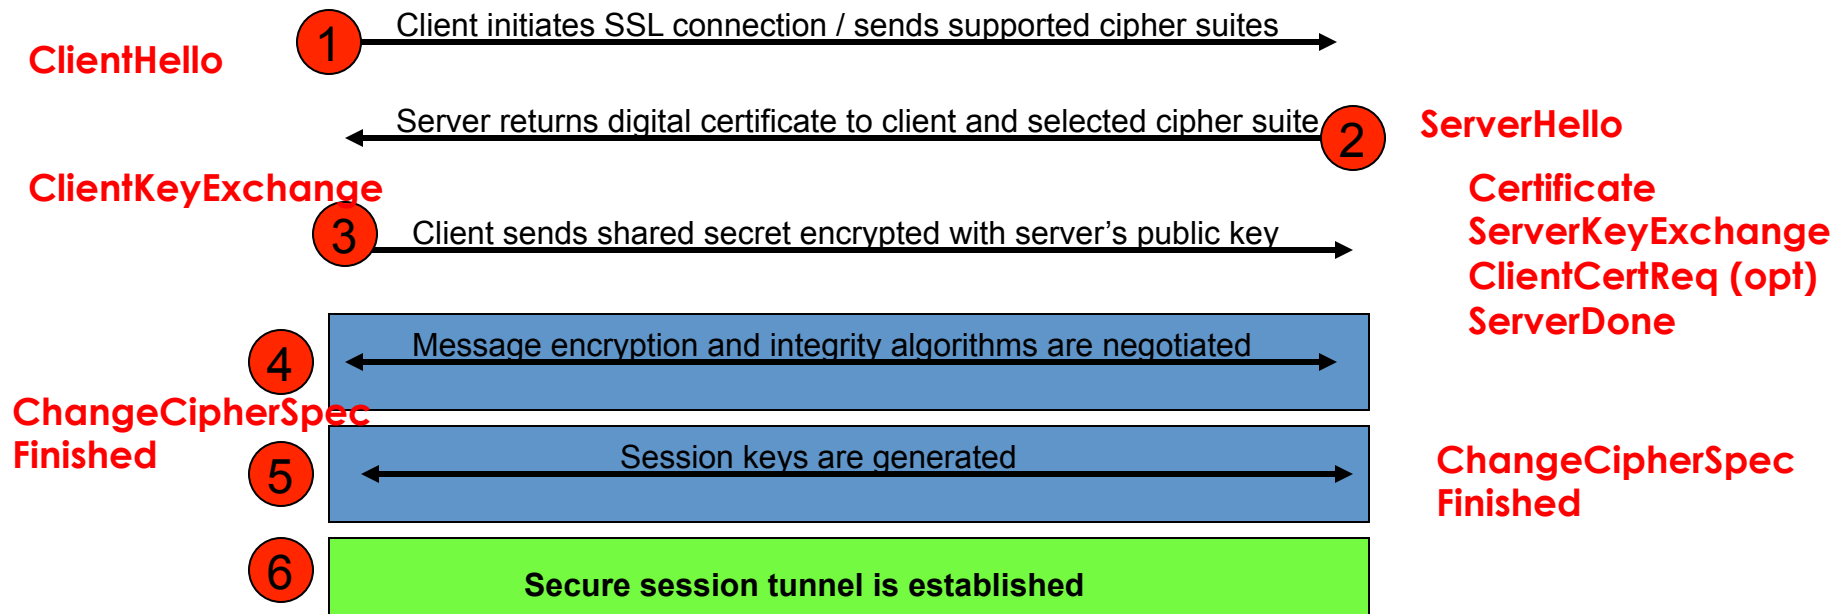 1
Client initiates SSL connection / sends supported cipher suites
ClientHello
Server returns digital certificate to client and selected cipher suite
2
ServerHello
ClientKeyExchange
Certificate
3
Client sends shared secret encrypted with server's public key
ServerKeyExchange
ClientCertReq (opt)
ServerDone
4
Message encryption and integrity algorithms are negotiated
ChangeCipherSpec
Finished
5
Session keys are generated
ChangeCipherSpec
Finished
6
Secure session tunnel is established